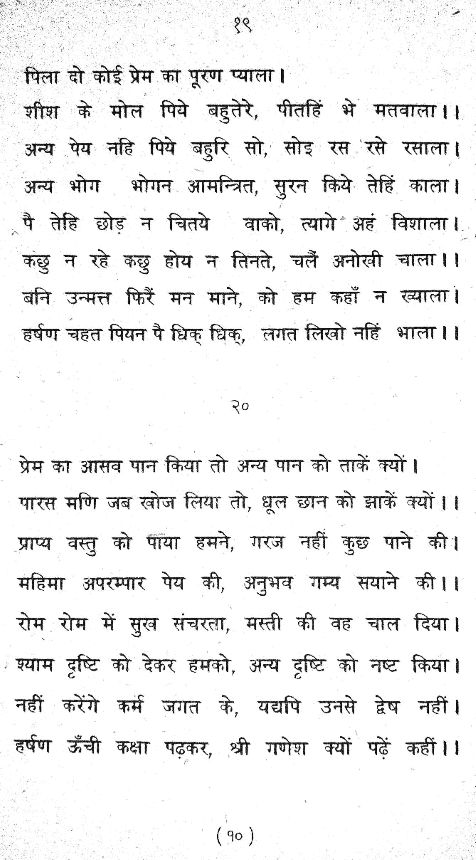 १९
पिला दो कोई प्रेम का पूरण प्याला।
शीश के मोल पिये बहुतेरे, पीतहिं भे मतवाला।।
अन्य पेय नहि पिये बहुरि सो, सोइ रस रसे रसाला।
अन्य भोग भोगन आमन्त्रित, सुरन किये तेहिं काला।
पै तेहि छोड़ न चितये वाको, त्यागे अहं विशाला।
कछु न रहे कछु होय न तिनते, चलैं अनोखी चाला।।
बनि उन्मत्त फिरैं मन माने, को हम कहाँ न ख्याला।
हर्षण चहत पियन पै धिक् धिक्, लगत लिखो नहिं भाला।।
२०
प्रेम का आसव पान किया तो अन्य पान को ताकें क्यों।
पारस मणि जब खोज लिया तो, धूल छान को झाकें क्यों।।
प्राप्य वस्तु को पाया हमने, गरज नहीं कुछ पाने की।
महिमा अपरम्पार पेय की, अनुभव गम्य सयाने की।।
रोम रोम में सुख संचरता, मस्ती की वह चाल दिया।
श्याम दृष्टि को देकर हमको, अन्य दृष्टि को नष्ट किया।
नहीं करेंगे कर्म जगत के, यद्यपि उनसे द्वेष नहीं।
हर्षण ऊँची कक्षा पढ़कर, श्री गणेश क्यों पढ़ें कहीं।।
(१०)